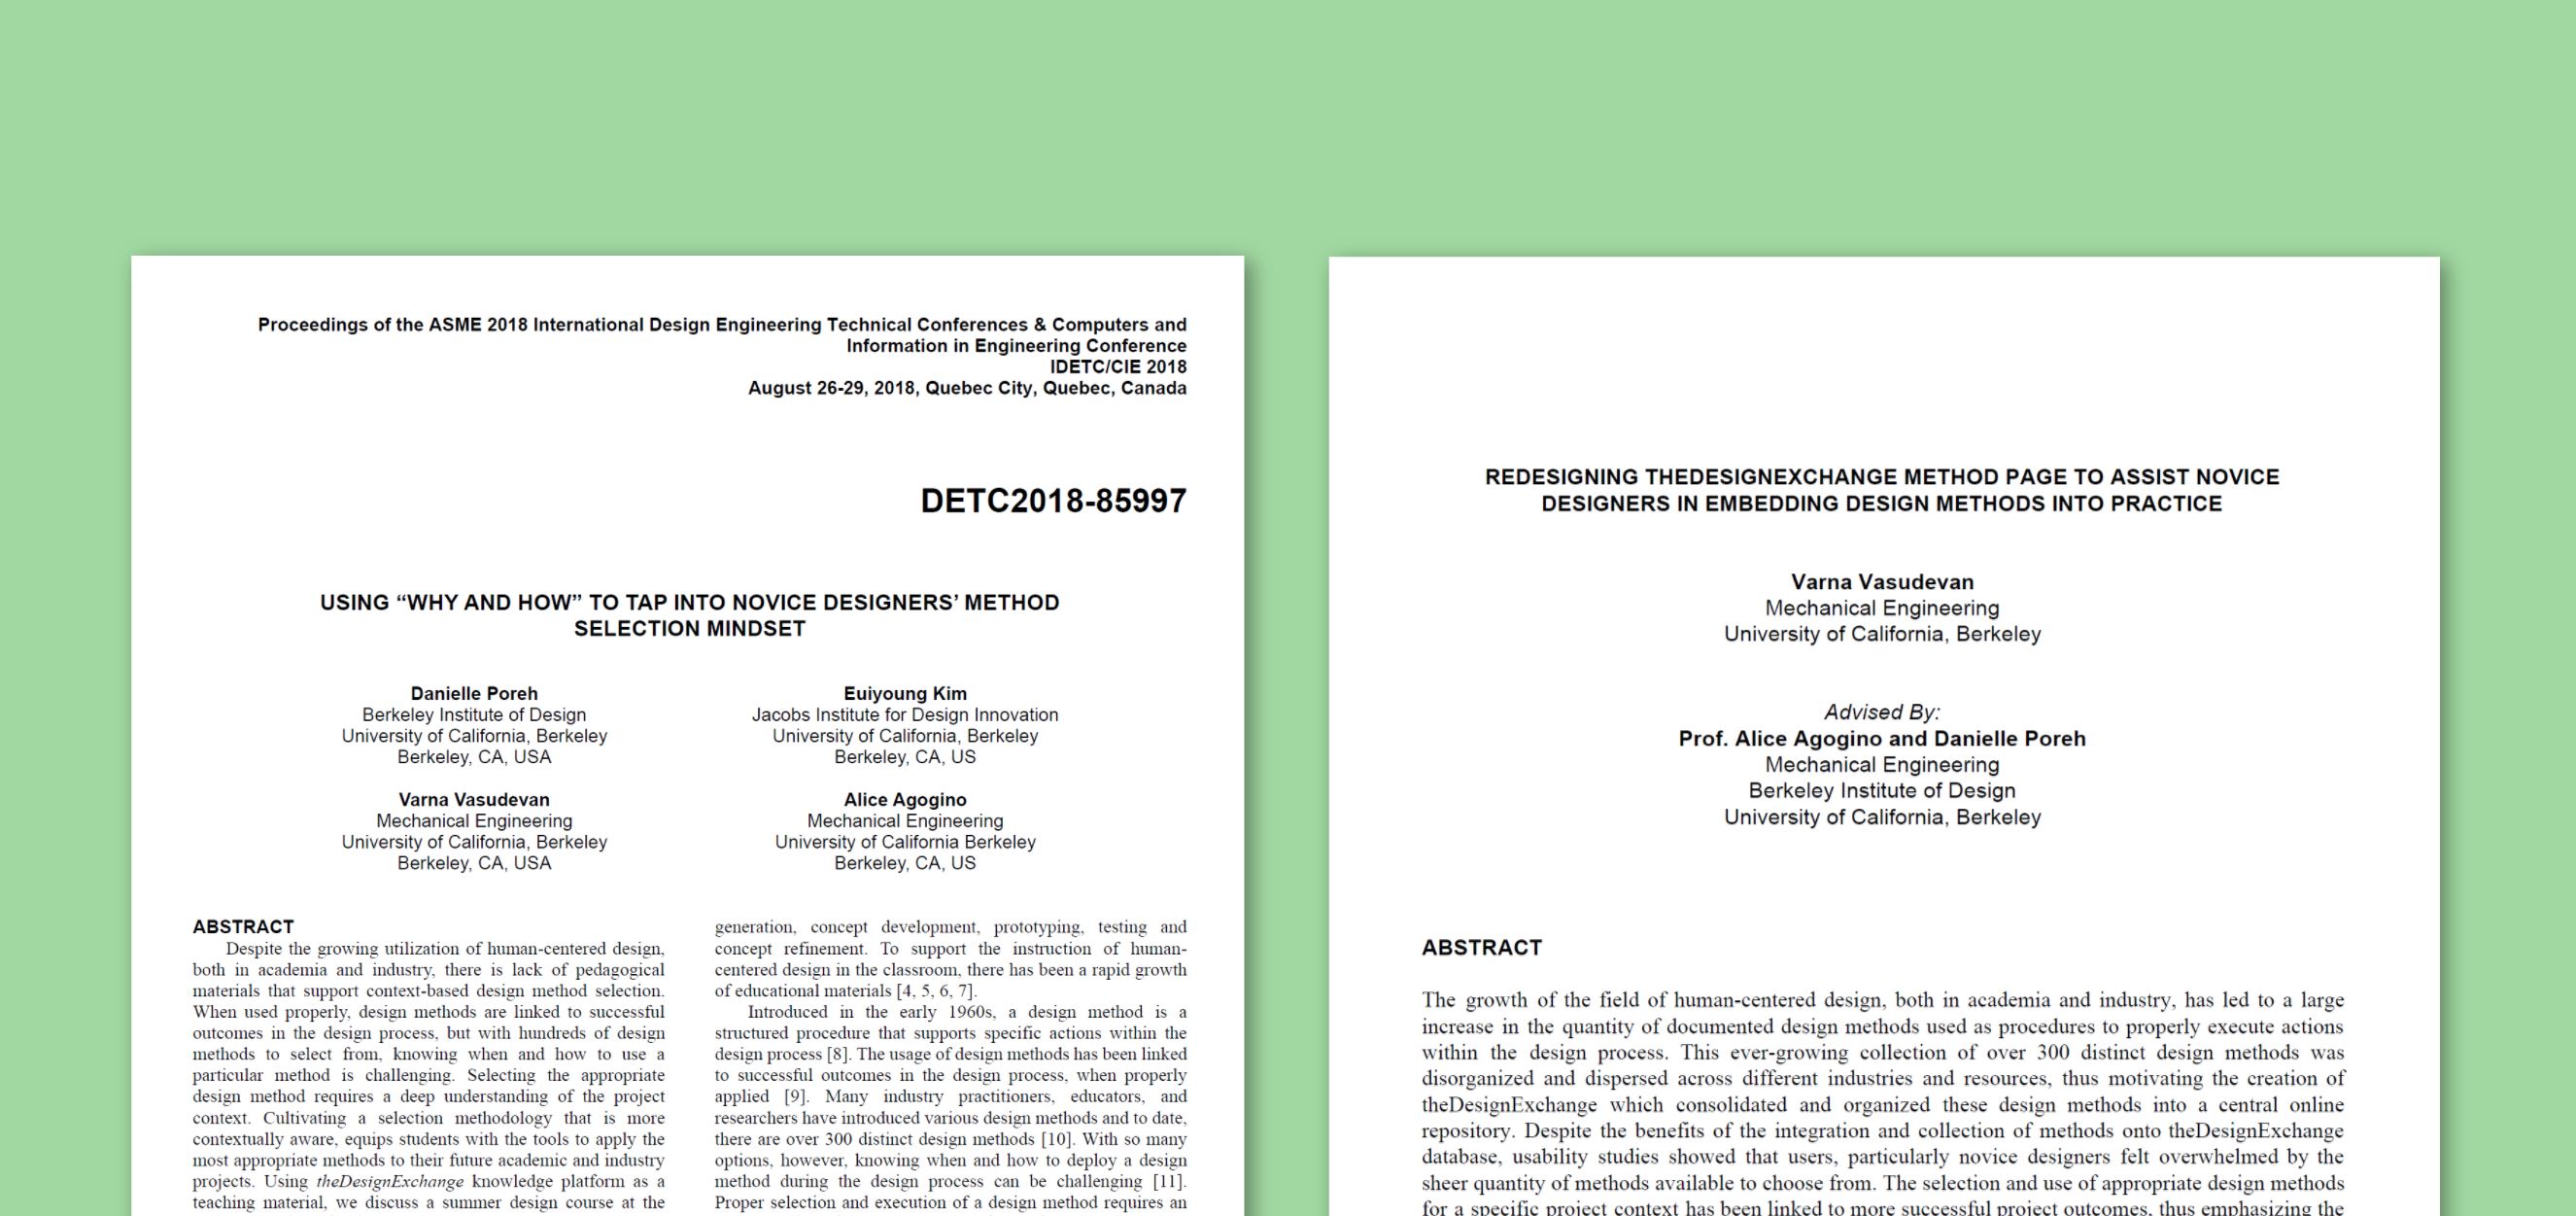 Proceedings of the ASME 2018 International Design Engineering Technical Conferences & Computers and
Information in Engineering Conference
IDETC/CIE 2018
August 26-29, 2018, Quebec City, Quebec, Canada
DETC2018-85997
USING “WHY AND HOW” TO TAP INTO NOVICE DESIGNERS’ METHOD
SELECTION MINDSET
Danielle Poreh
Berkeley Institute of Design
University of California, Berkeley
Berkeley, CA, USA
Euiyoung Kim
Jacobs Institute for Design Innovation
University of California, Berkeley
Berkeley, CA, US
Varna Vasudevan
Mechanical Engineering
University of California, Berkeley
Berkeley, CA, USA
Alice Agogino
Mechanical Engineering
University of California Berkeley
Berkeley, CA, US
ABSTRACT
Despite the growing utilization of human-centered design,
both in academia and industry, there is lack of pedagogical
materials that support context-based design method selection.
When used properly, design methods are linked to successful
outcomes in the design process, but with hundreds of design
methods to select from, knowing when and how to use a
particular method is challenging. Selecting the appropriate
design method requires a deep understanding of the project
context. Cultivating a selection methodology that is more
contextually aware, equips students with the tools to apply the
most appropriate methods to their future academic and industry
projects. Using theDesignExchange knowledge platform as a
teaching material, we discuss a summer design course at the
generation, concept development, prototyping, testing and
concept refinement. To support the instruction of human-
centered design in the classroom, there has been a rapid growth
of educational materials [4, 5, 6, 7].
Introduced in the early 1960s, a design method is a
structured procedure that supports specific actions within the
design process [8]. The usage of design methods has been linked
to successful outcomes in the design process, when properly
applied [9]. Many industry practitioners, educators, and
researchers have introduced various design methods and to date,
there are over 300 distinct design methods [10]. With so many
options, however, knowing when and how to deploy a design
method during the design process can be challenging [11].
Proper selection and execution of a design method requires an
REDESIGNING THEDESIGNEXCHANGE METHOD PAGE TO ASSIST NOVICE
DESIGNERS IN EMBEDDING DESIGN METHODS INTO PRACTICE
Varna Vasudevan
Mechanical Engineering
University of California, Berkeley
Advised By:
Prof. Alice Agogino and Danielle Poreh
Mechanical Engineering
Berkeley Institute of Design
University of California, Berkeley
ABSTRACT
The growth of the field of human-centered design, both in academia and industry, has led to a large
increase in the quantity of documented design methods used as procedures to properly execute actions
within the design process. This ever-growing collection of over 300 distinct design methods was
disorganized and dispersed across different industries and resources, thus motivating the creation of
theDesignExchange which consolidated and organized these design methods into a central online
repository. Despite the benefits of the integration and collection of methods onto theDesignExchange
database, usability studies showed that users, particularly novice designers felt overwhelmed by the
sheer quantity of methods available to choose from. The selection and use of appropriate design methods
for a specific project context has been linked to more successful project outcomes, thus emphasizing the